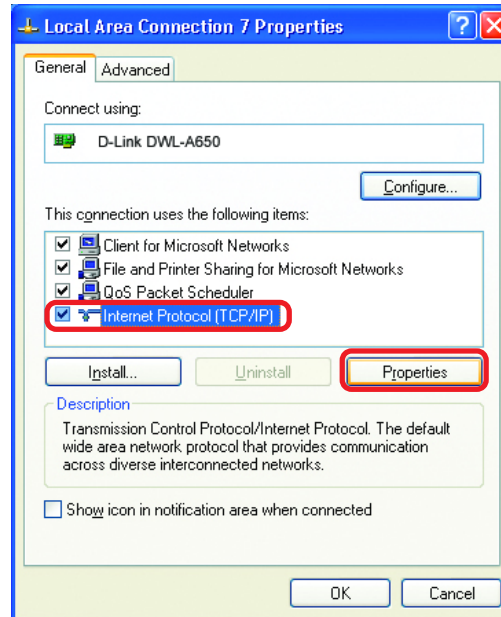 Local Area Connection 7 Properties
General
Advanced
Connect using:
D-Link DWL-A650
Configure...
This connection uses the following items:
Client for Microsoft Networks
File and Printer Sharing for Microsoft Networks
QoS Packet Scheduler
Internet Protocol (TCP/IP)
Install...
Uninstall
Properties
Description
Transmission Control Protocol/Internet Protocol. The default
wide area network protocol that provides communication
across diverse interconnected networks.
Show icon in notification area when connected
OK
Cancel